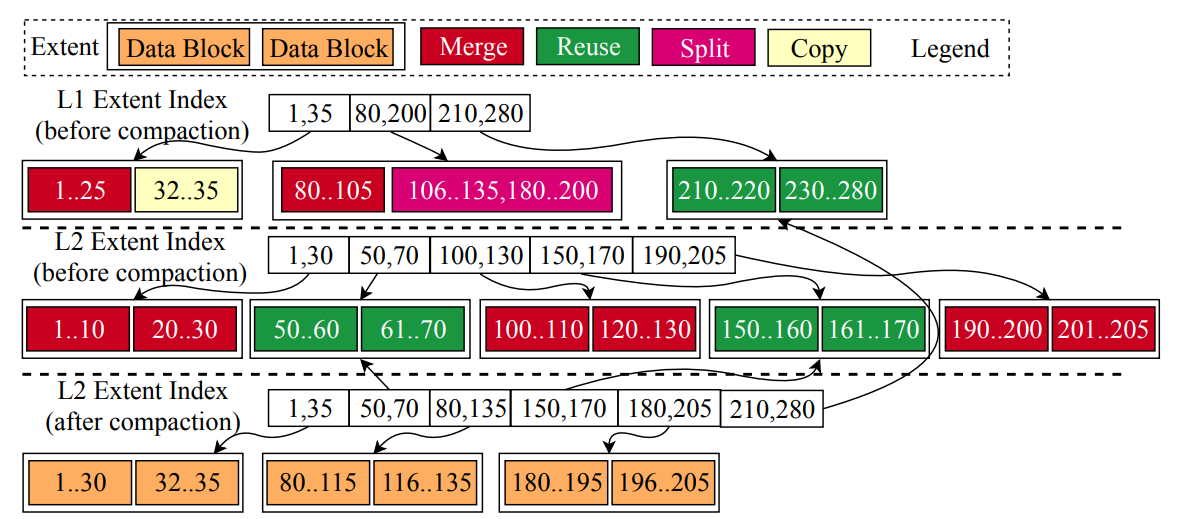 Extent Data Block Data Block Merge Reuse Split Copy Legend
L1 Extent Index
(before compaction)
1,35 80,200 210,280
1..25 32..35 80..105 106..135,180..200 210..220 230..280
L2 Extent Index
(before compaction)
1,30 50,70 100,130 150,170 190,205
1..10 20..30 50..60 61..70 100..110 120..130 150..160 161..170 190..200 201..205
L2 Extent Index
(after compaction)
1,35 50,70 80,135 150,170 180,205 210,280
1..30 32..35 80..115 116..135 180..195 196..205